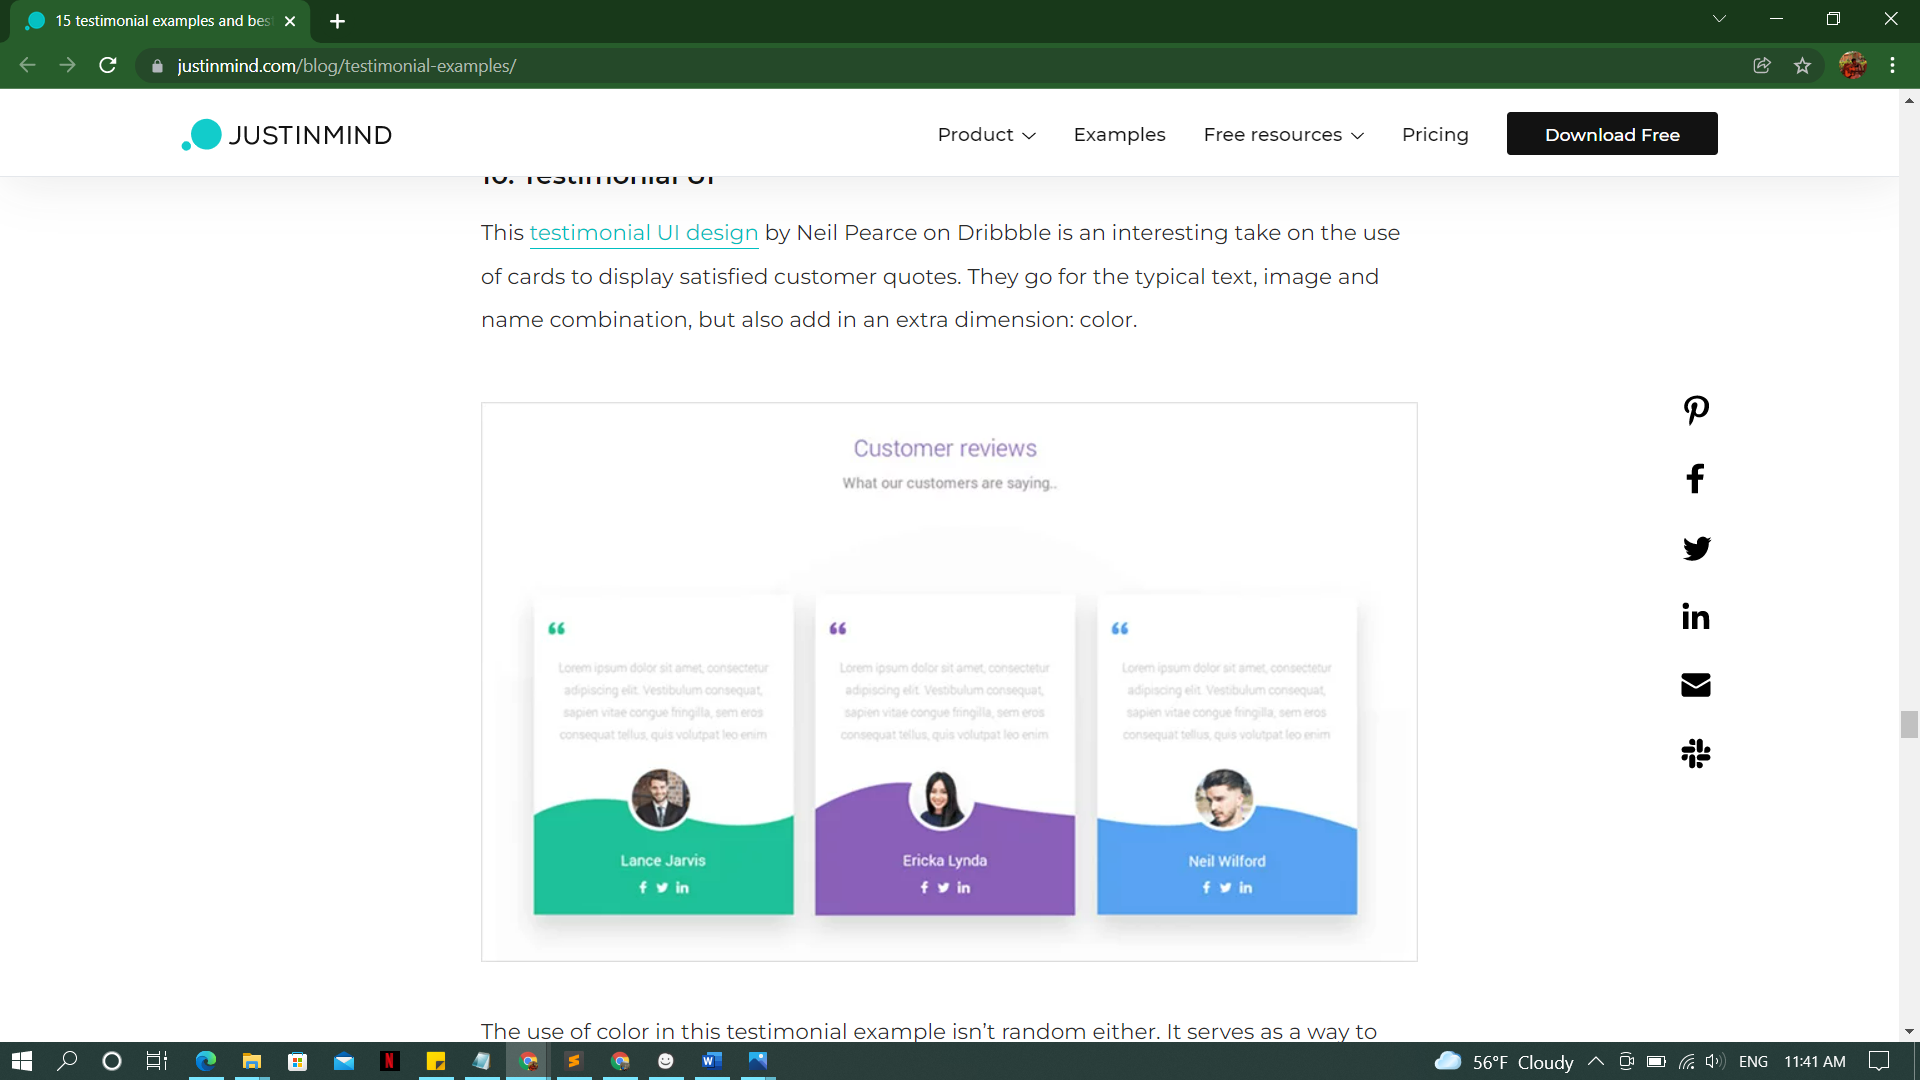 15 testimonial examples and bes
justinmind.com/blog/testimonial-examples/
JUSTINMIND
Product
Examples
Free resources
Pricing
Download Free
10. Testimonial UI
This testimonial UI design by Neil Pearce on Dribbble is an interesting take on the use
of cards to display satisfied customer quotes. They go for the typical text, image and
name combination, but also add in an extra dimension: color.
Customer reviews
What our customers are saying..
“
Lorem ipsum dolor sit amet, consectetur
adipiscing elit. Vestibulum consequat,
sapien vitae congue fringilla, sem eros
consequat tellus, quis volutpat leo enim
Lance Jarvis
“
Lorem ipsum dolor sit amet, consectetur
adipiscing elit. Vestibulum consequat,
sapien vitae congue fringilla, sem eros
consequat tellus, quis volutpat leo enim
Ericka Lynda
“
Lorem ipsum dolor sit amet, consectetur
adipiscing elit. Vestibulum consequat,
sapien vitae congue fringilla, sem eros
consequat tellus, quis volutpat leo enim
Neil Wilford
The use of color in this testimonial example isn’t random either. It serves as a way to
56°F Cloudy
ENG
11:41 AM